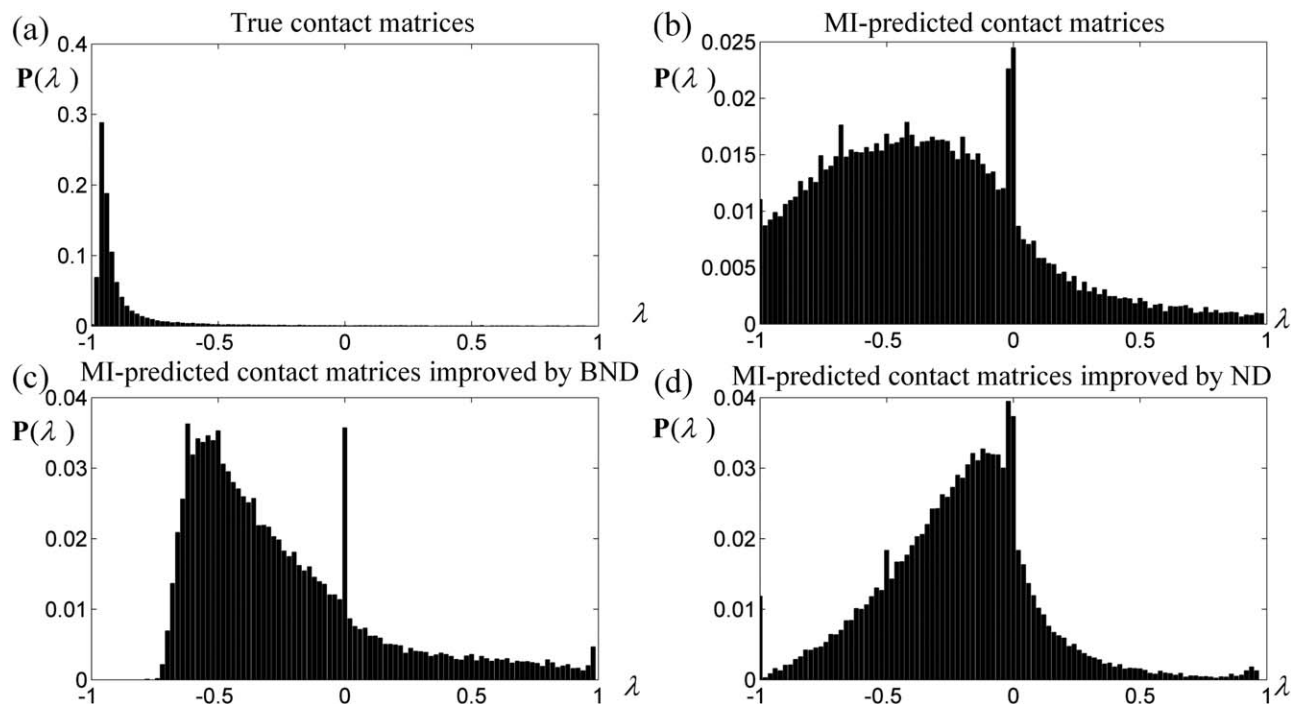 (a) True contact matrices
0.4
P(λ )
0.3
0.2
0.1
0
-1 -0.5 0 0.5 1 λ
(b) MI-predicted contact matrices
0.025
P(λ )
0.02
0.015
0.01
0.005
0
-1 -0.5 0 0.5 1 λ
(c) MI-predicted contact matrices improved by BND
0.04
P(λ )
0.03
0.02
0.01
0
-1 -0.5 0 0.5 1 λ
(d) MI-predicted contact matrices improved by ND
0.04
P(λ )
0.03
0.02
0.01
0
-1 -0.5 0 0.5 1 λ